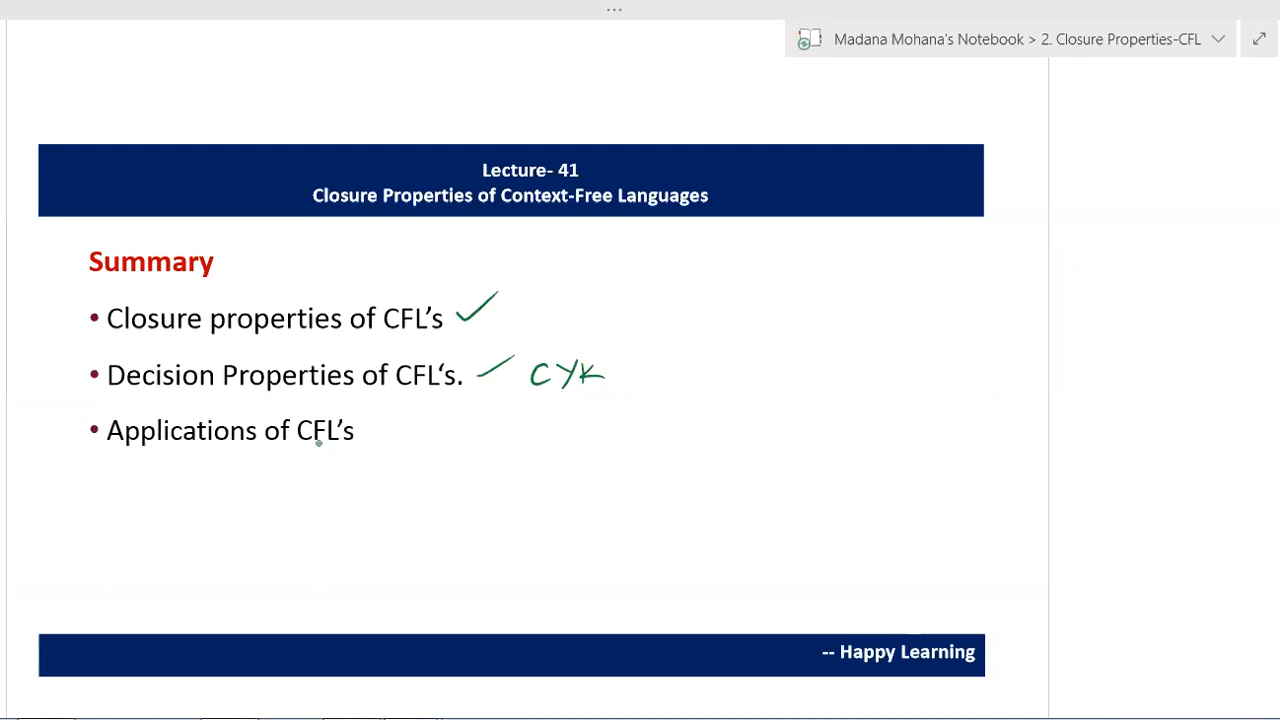 ...
Madana Mohana's Notebook > 2. Closure Properties-CFL
Lecture- 41
Closure Properties of Context-Free Languages
Summary
• Closure properties of CFL’s ✓
• Decision Properties of CFL‘s. ✓ CYK
• Applications of CFL’s
-- Happy Learning